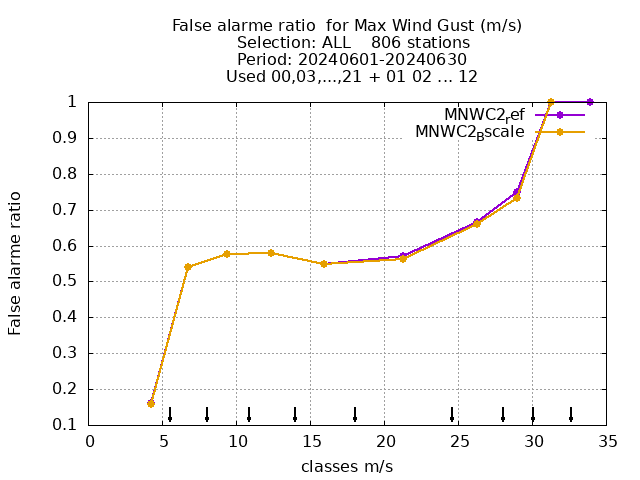 False alarme ratio  for Max Wind Gust (m/s)
Selection: ALL    806 stations
Period: 20240601-20240630
Used 00,03,...,21 + 01 02 ... 12
MNWC2ref
MNWC2Bscale
False alarme ratio
1
0.9
0.8
0.7
0.6
0.5
0.4
0.3
0.2
0.1
0 5 10 15 20 25 30 35
classes m/s